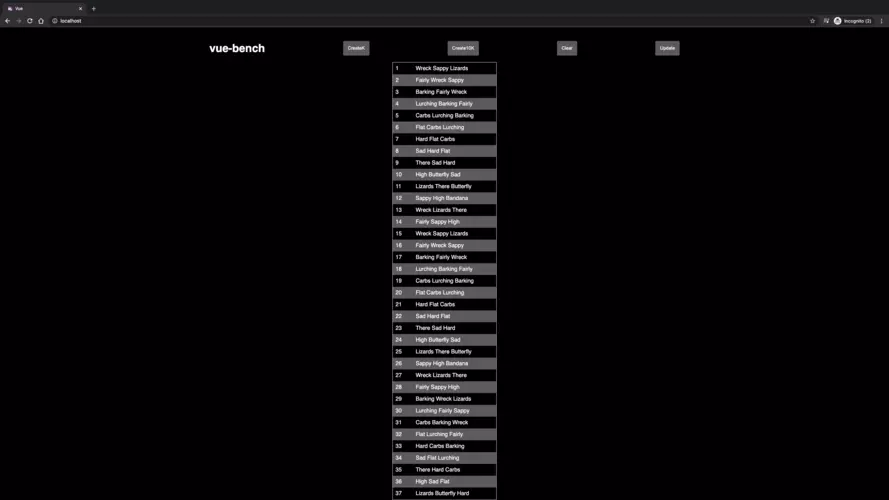 Vue
localhost
Incognito (3)
vue-bench
CreateK
Create10K
Clear
Update
1 Wreck Sappy Lizards
2 Fairly Wreck Sappy
3 Barking Fairly Wreck
4 Lurching Barking Fairly
5 Carbs Lurching Barking
6 Flat Carbs Lurching
7 Hard Flat Carbs
8 Sad Hard Flat
9 There Sad Hard
10 High Butterfly Sad
11 Lizards There Butterfly
12 Sappy High Bandana
13 Wreck Lizards There
14 Fairly Sappy High
15 Wreck Sappy Lizards
16 Fairly Wreck Sappy
17 Barking Fairly Wreck
18 Lurching Barking Fairly
19 Carbs Lurching Barking
20 Flat Carbs Lurching
21 Hard Flat Carbs
22 Sad Hard Flat
23 There Sad Hard
24 High Butterfly Sad
25 Lizards There Butterfly
26 Sappy High Bandana
27 Wreck Lizards There
28 Fairly Sappy High
29 Barking Wreck Lizards
30 Lurching Fairly Sappy
31 Carbs Barking Wreck
32 Flat Lurching Fairly
33 Hard Carbs Barking
34 Sad Flat Lurching
35 There Hard Carbs
36 High Sad Flat
37 Lizards Butterfly Hard